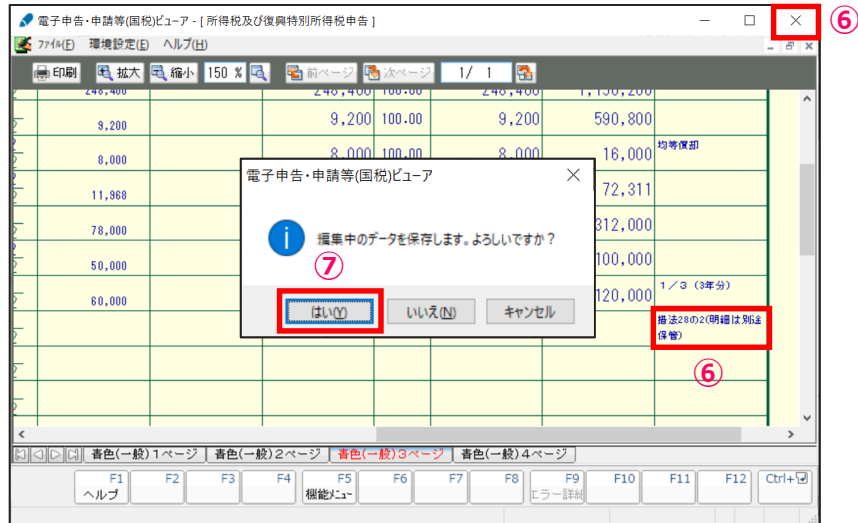 電子申告・申請等(国税)ビューア - [ 所得税及び復興特別所得税申告 ]
⑥
ファイル(F) 環境設定(E) ヘルプ(H)
印刷 拡大 縮小 150 % 前ページ 次ページ 1/ 1
248,400 248,400 100.00 248,400 1,150,200
9,200 9,200 100.00 9,200 590,800
8,000 8,000 100.00 8,000 16,000 均等償却
電子申告・申請等(国税)ビューア
11,968 72,311
78,000 312,000
編集中のデータを保存します。よろしいですか？
⑦
50,000 100,000
60,000 120,000 1／3 (3年分)
はい(Y) いいえ(N) キャンセル
措法28の2(明細は別途
保管)
⑥
青色(一般)1ページ 青色(一般)2ページ 青色(一般)3ページ 青色(一般)4ページ
F1 F2 F3 F4 F5 F6 F7 F8 F9 F10 F11 F12 Ctrl+
ヘルプ 機能メニュー エラー詳細